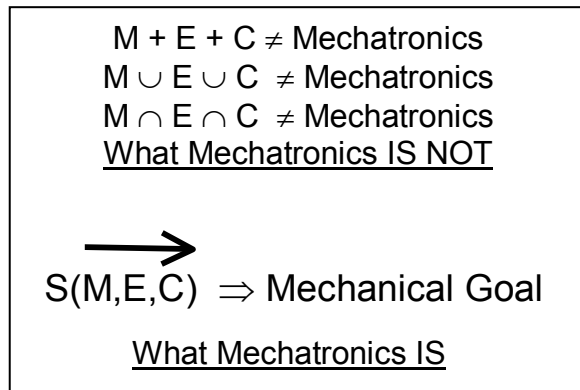 M + E + C ≠ Mechatronics
M ∪ E ∪ C ≠ Mechatronics
M ∩ E ∩ C ≠ Mechatronics
What Mechatronics IS NOT
S(M,E,C) ⇒ Mechanical Goal
What Mechatronics IS